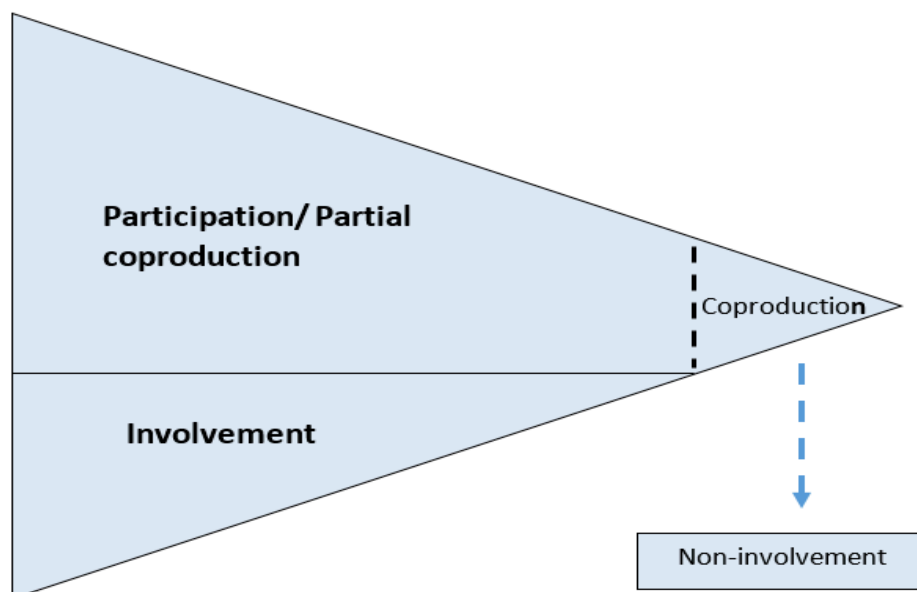 Participation/ Partial
coproduction
Coproduction
Involvement
Non-involvement